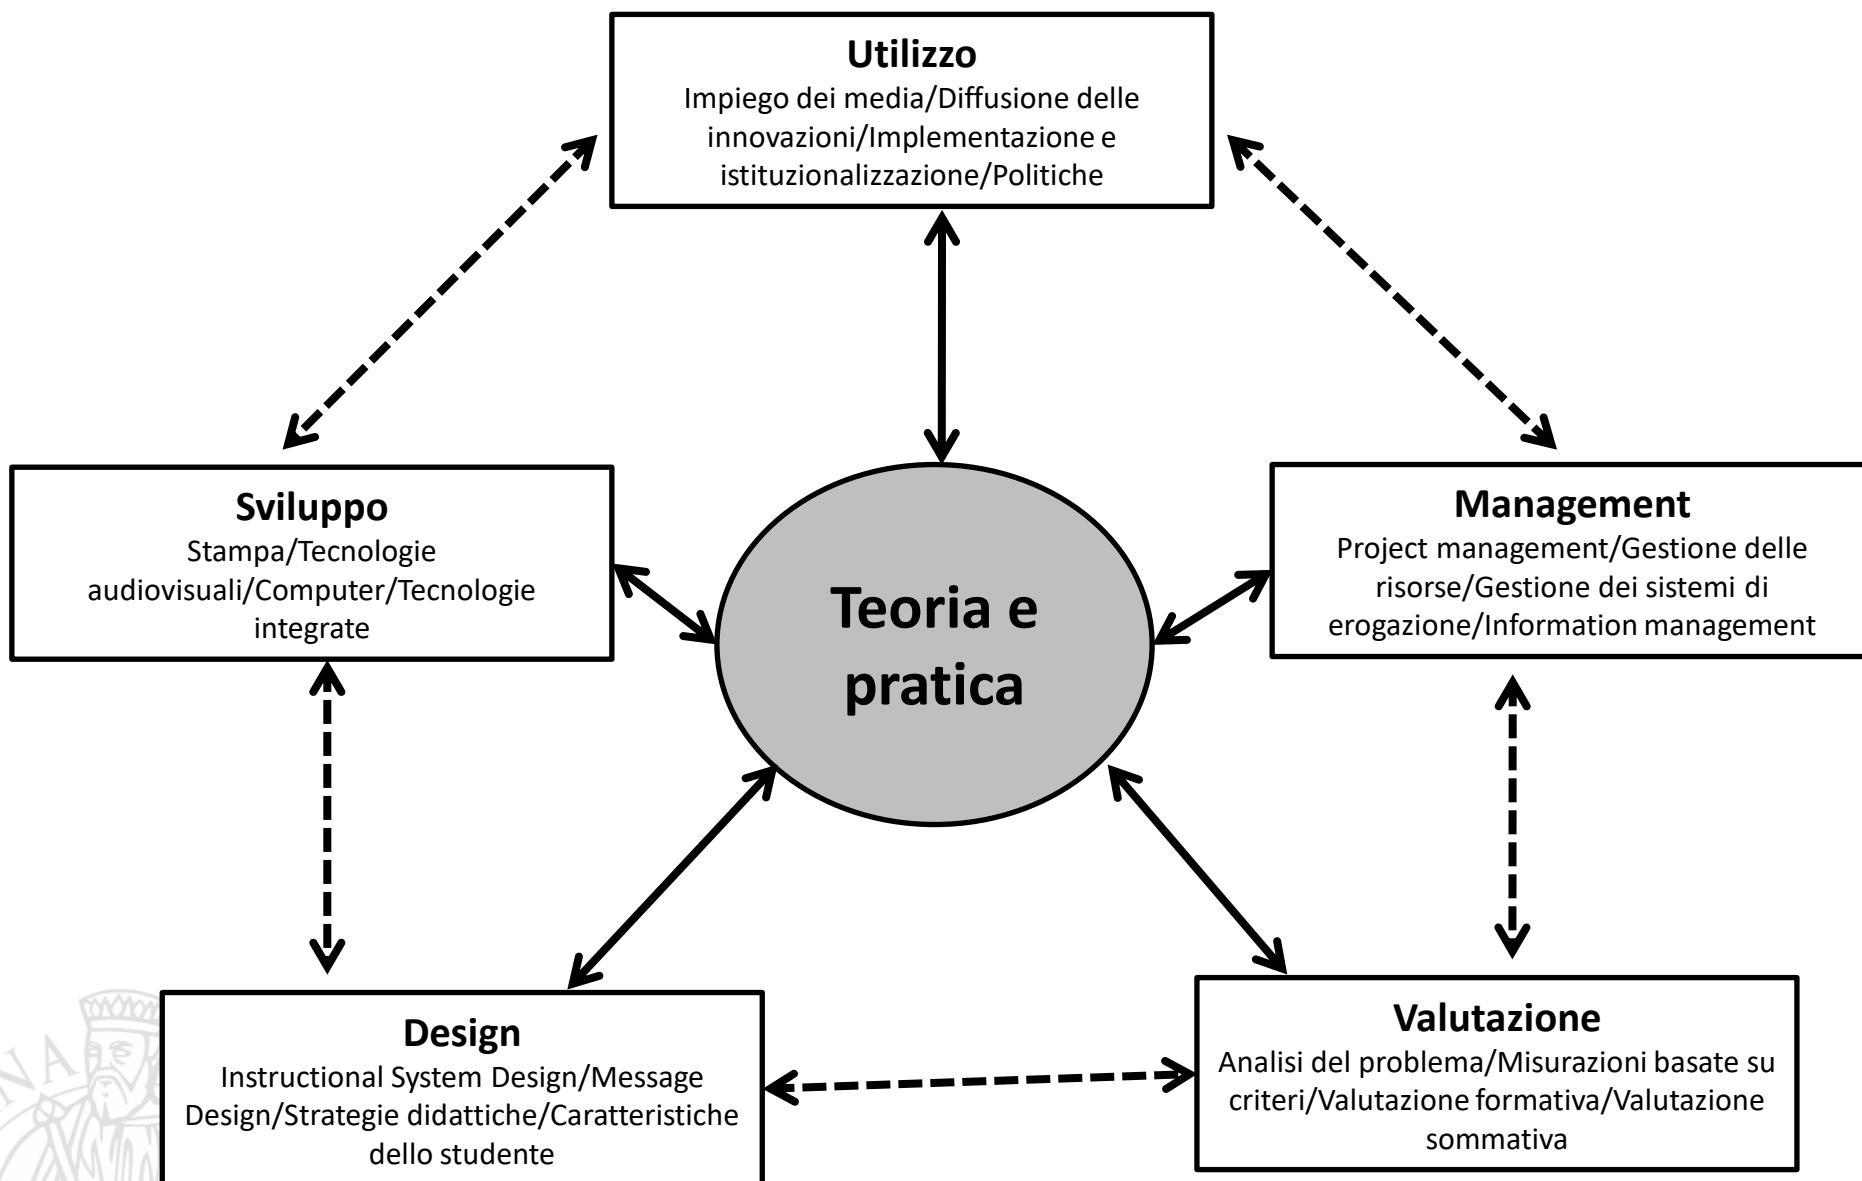 Utilizzo
Impiego dei media/Diffusione delle
innovazioni/Implementazione e
istituzionalizzazione/Politiche
Sviluppo
Stampa/Tecnologie
audiovisuali/Computer/Tecnologie
integrate
Teoria e
pratica
Management
Project management/Gestione delle
risorse/Gestione dei sistemi di
erogazione/Information management
Design
Instructional System Design/Message
Design/Strategie didattiche/Caratteristiche
dello studente
Valutazione
Analisi del problema/Misurazioni basate su
criteri/Valutazione formativa/Valutazione
sommativa